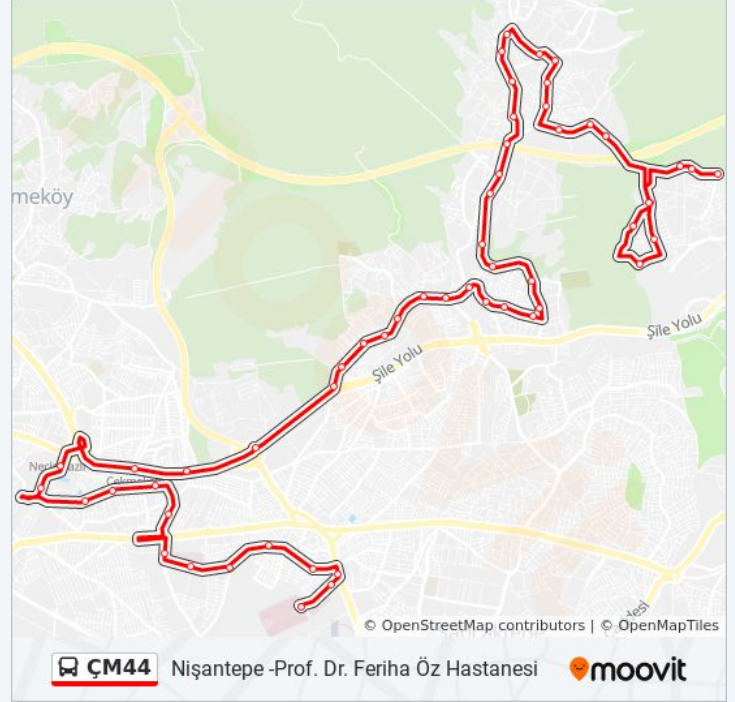 meköy
Şile Yolu
Şile Yolu
© OpenStreetMap contributors | © OpenMapTiles
ÇM44 Nişantepe -Prof. Dr. Feriha Öz Hastanesi moovit